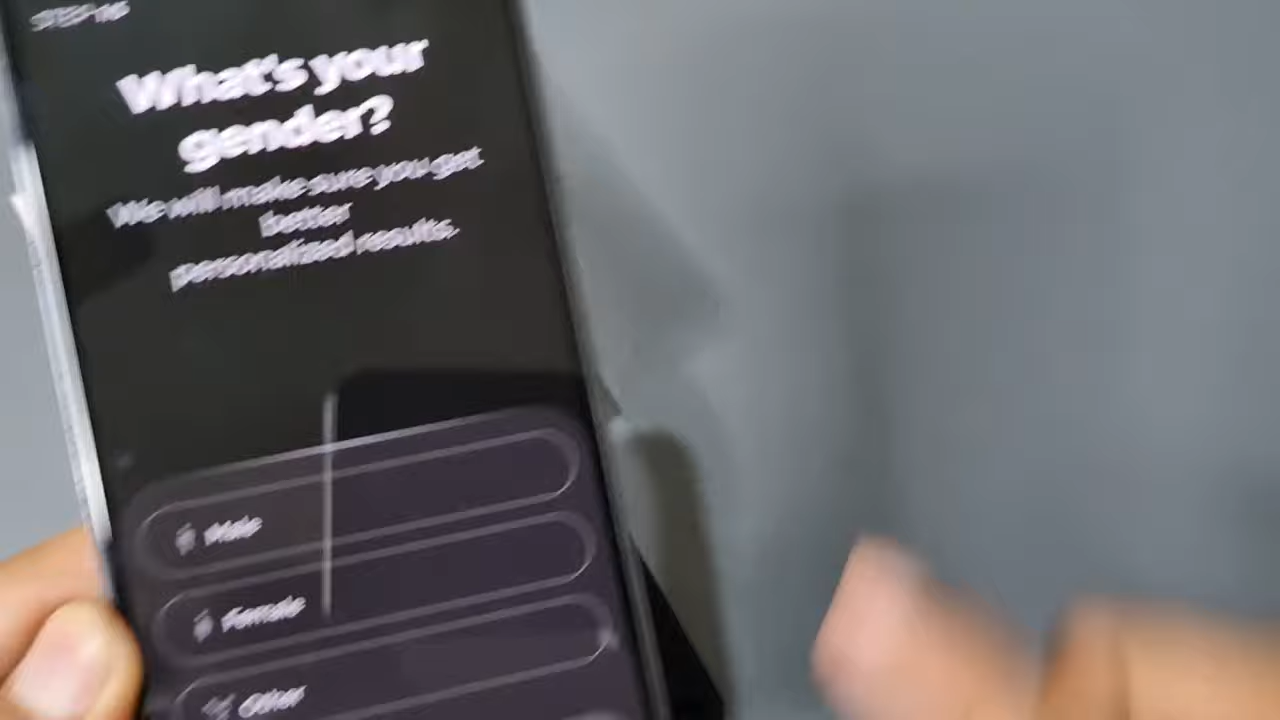 What's your
gender?
We will make sure you get
better
personalized results.
Male
Female
Other